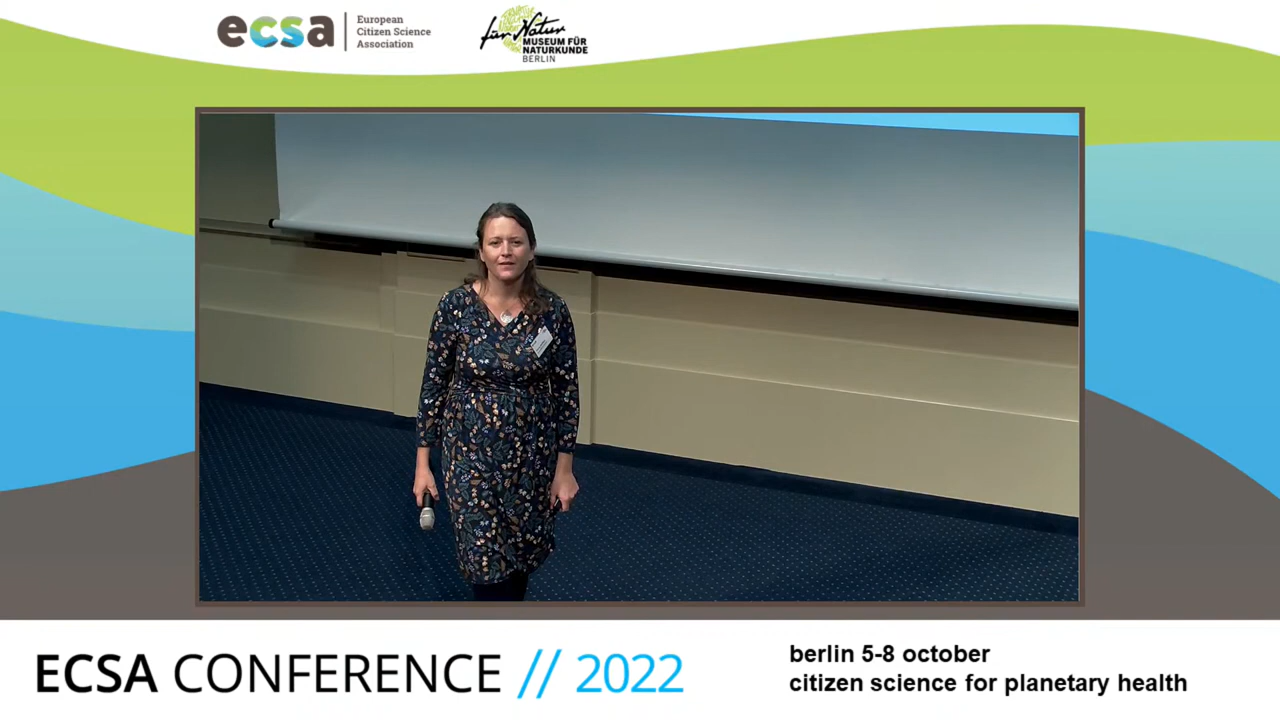 ecsa
European
Citizen Science
Association
für Natur
MUSEUM FÜR
NATURKUNDE
BERLIN
ECSA CONFERENCE // 2022
berlin 5-8 october
citizen science for planetary health